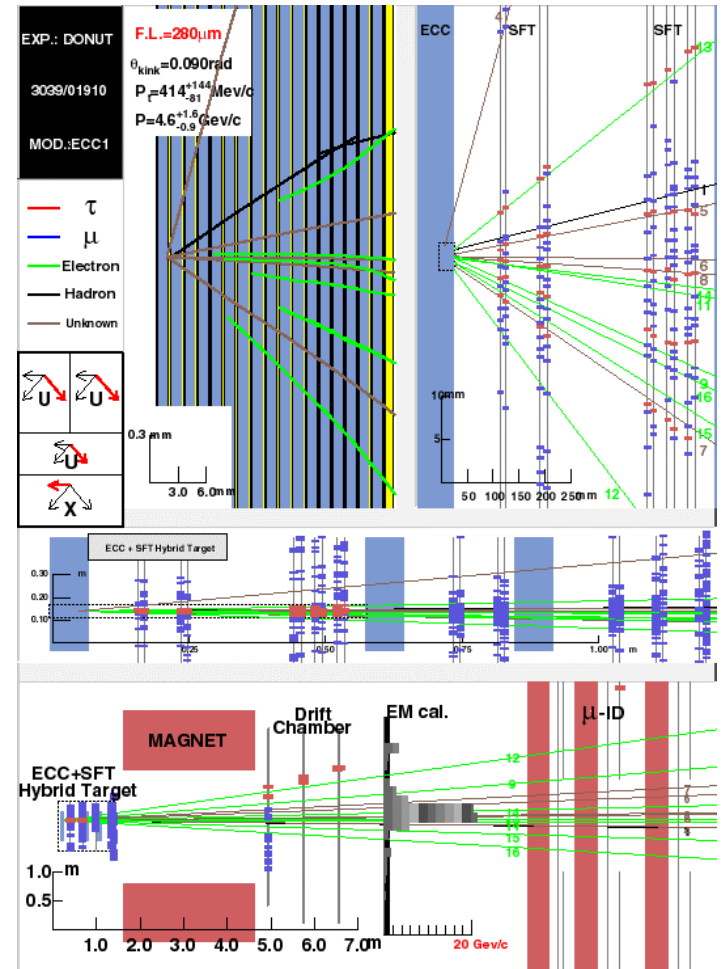 EXP.: DONUT
3039/01910
MOD.:ECC1
F.L.=280μm
θkink=0.090rad
Pt=414+144-81 Mev/c
P=4.6+1.6-0.9Gev/c
τ
μ
Electron
Hadron
Unknown
U
U
U
X
0.3 mm
3.0 6.0mm
ECC
SFT
SFT
4
13
1
5
6
8
14
11
9
16
15
7
12
10mm
5
50 100 150 200 250mm
ECC + SFT Hybrid Target
0.30
m
0.20
0.10
0.25
0.50
0.75
1.00
m
MAGNET
Drift
Chamber
EM cal.
μ-ID
ECC+SFT
Hybrid Target
12
9
7
15
16
1.0
m
0.5
1.0 2.0 3.0 4.0 5.0 6.0 7.0m
20 Gev/c